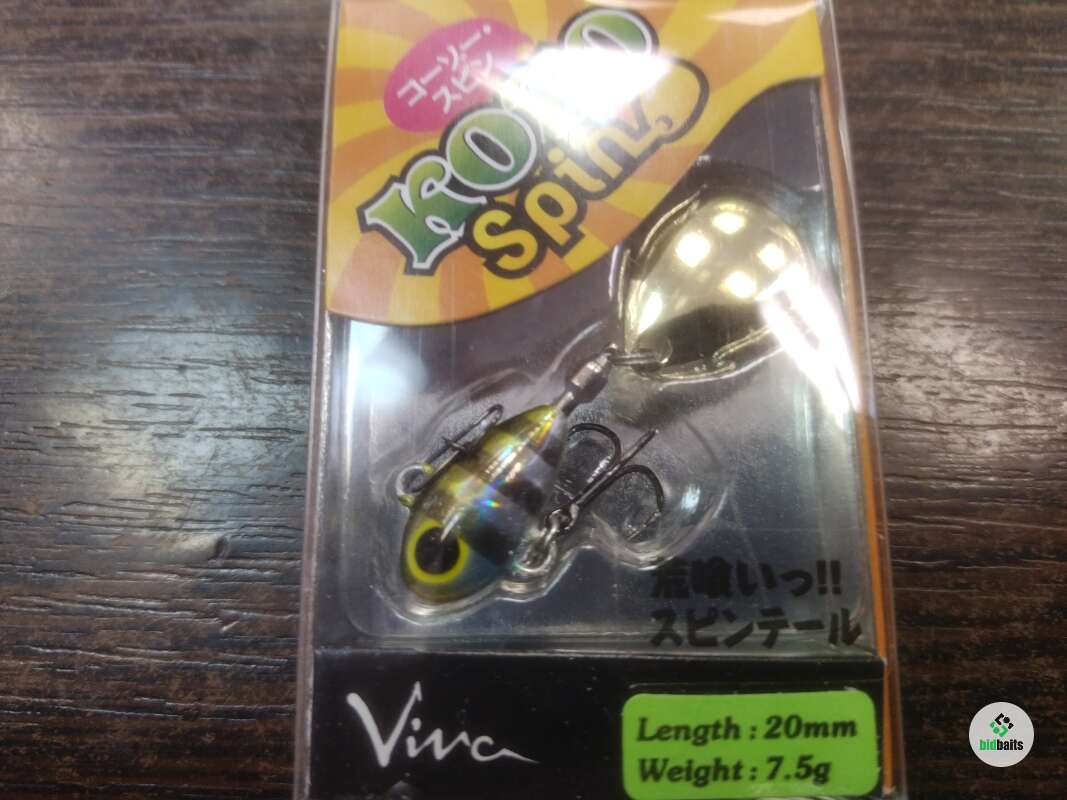 コーソー・
スピン
Spin
荒喰いっ!!
スピンテール
Viva
Length : 20mm
Weight : 7.5g
bidbaits